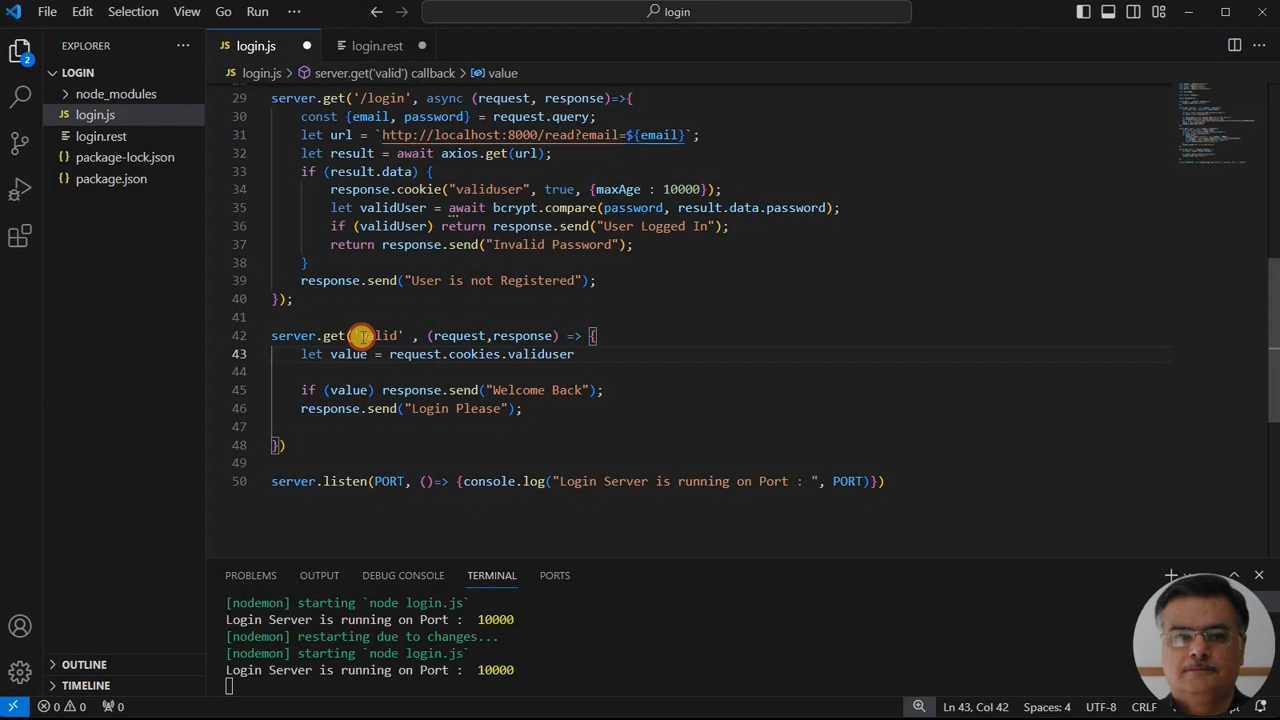 File Edit Selection View Go Run ··· login
EXPLORER ···
login.js
login.rest
login.js > server.get('valid') callback > value
LOGIN
node_modules
login.js
login.rest
package-lock.json
package.json
29 server.get('/login', async (request, response)=>{
30 const {email, password} = request.query;
31 let url = `http://localhost:8000/read?email=${email}`;
32 let result = await axios.get(url);
33 if (result.data) {
34 response.cookie("validuser", true, {maxAge : 10000});
35 let validUser = await bcrypt.compare(password, result.data.password);
36 if (validUser) return response.send("User Logged In");
37 return response.send("Invalid Password");
38 }
39 response.send("User is not Registered");
40 });
41
42 server.get('valid' , (request,response) => {
43 let value = request.cookies.validuser
44
45 if (value) response.send("Welcome Back");
46 response.send("Login Please");
47
48 })
49
50 server.listen(PORT, ()=> {console.log("Login Server is running on Port : ", PORT)})
PROBLEMS OUTPUT DEBUG CONSOLE TERMINAL PORTS
[nodemon] starting `node login.js`
Login Server is running on Port : 10000
[nodemon] restarting due to changes...
[nodemon] starting `node login.js`
Login Server is running on Port : 10000
OUTLINE
TIMELINE
2
0 0 0
Ln 43, Col 42 Spaces: 4 UTF-8 CRLF